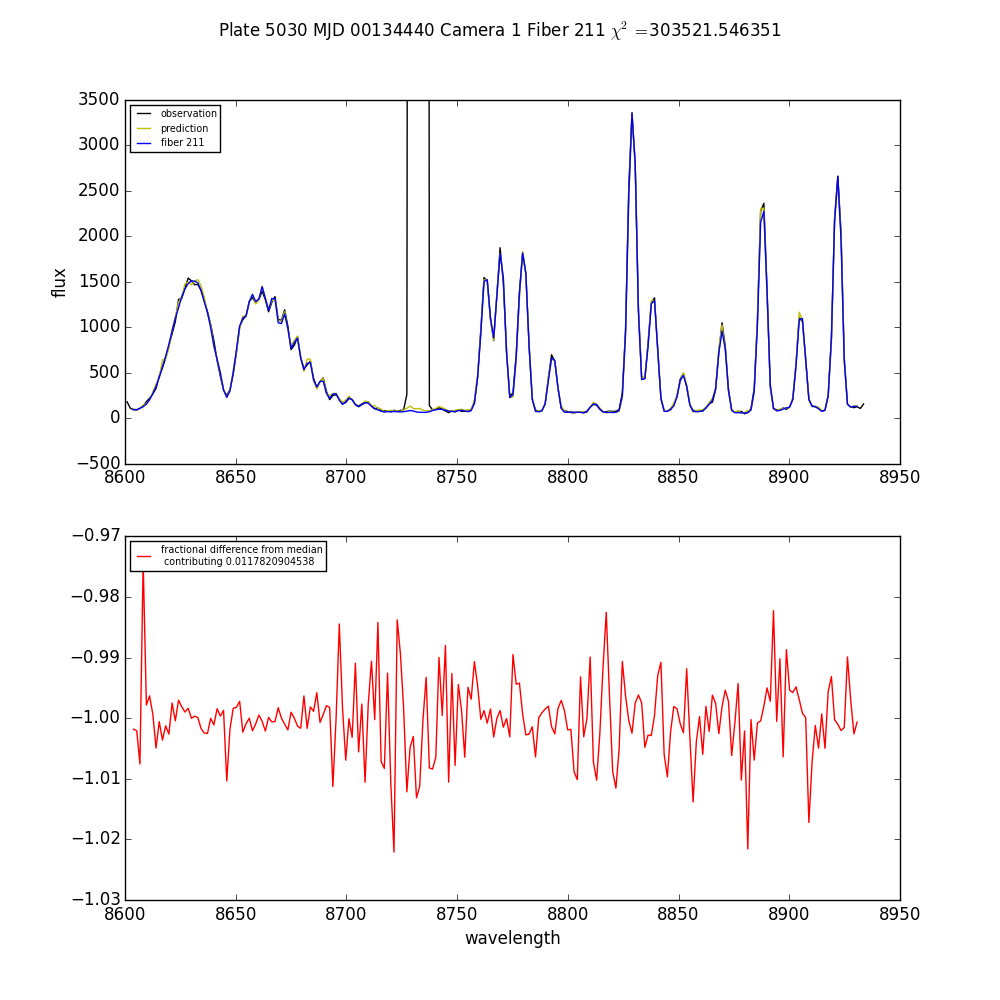 Plate 5030 MJD 00134440 Camera 1 Fiber 211 χ² =303521.546351
3500
3000
2500
2000
1500
1000
500
0
−500
flux
observation
prediction
fiber 211
8600 8650 8700 8750 8800 8850 8900 8950
−0.97
−0.98
−0.99
−1.00
−1.01
−1.02
−1.03
fractional difference from median
contributing 0.0117820904538
8600 8650 8700 8750 8800 8850 8900 8950
wavelength